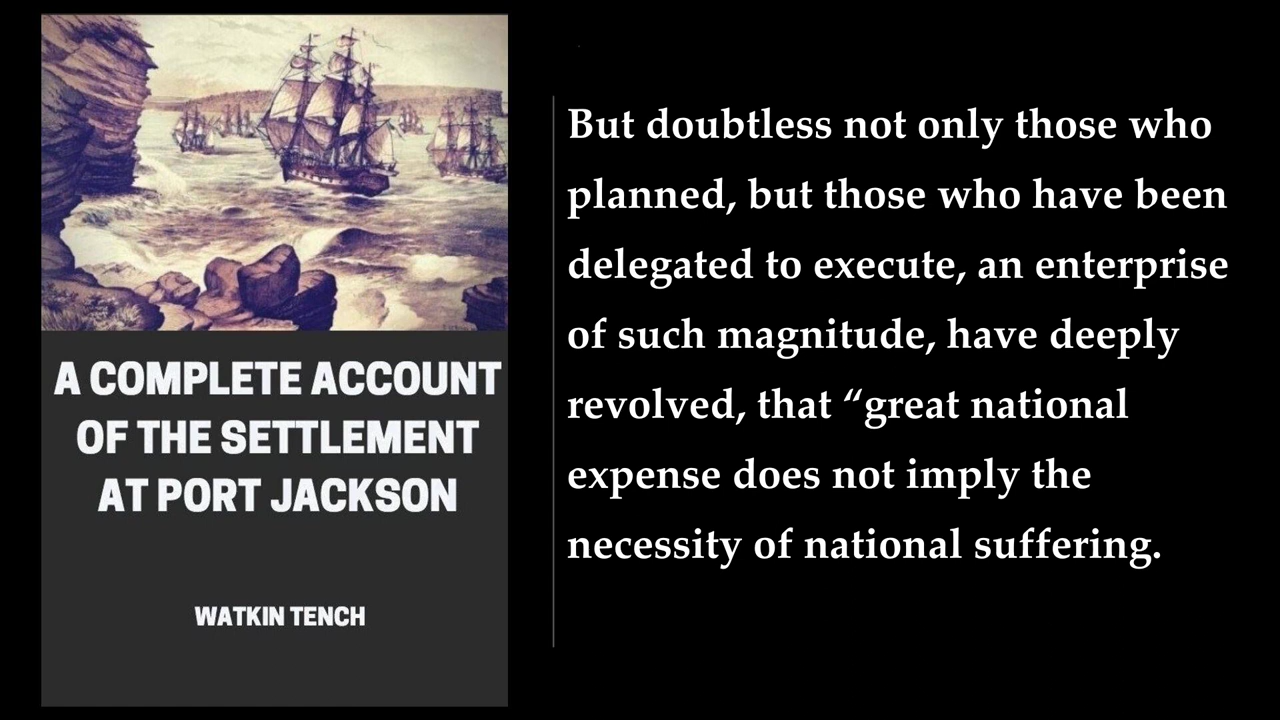 A COMPLETE ACCOUNT
OF THE SETTLEMENT
AT PORT JACKSON
WATKIN TENCH
But doubtless not only those who
planned, but those who have been
delegated to execute, an enterprise
of such magnitude, have deeply
revolved, that “great national
expense does not imply the
necessity of national suffering.